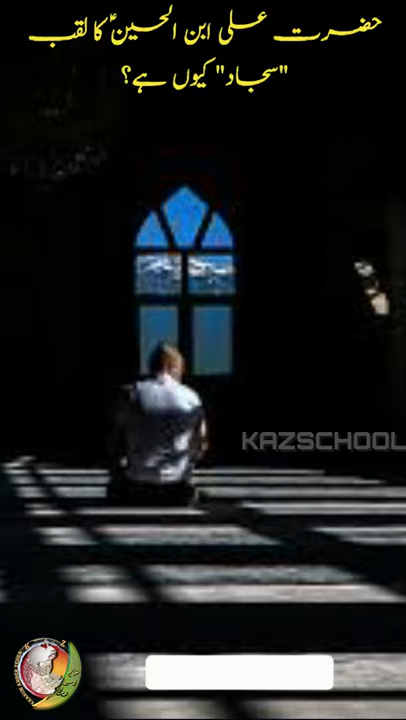 حضرت علی ابن الحسینؑ کا لقب
"سجاد" کیوں ہے؟
KAZSCHOOL